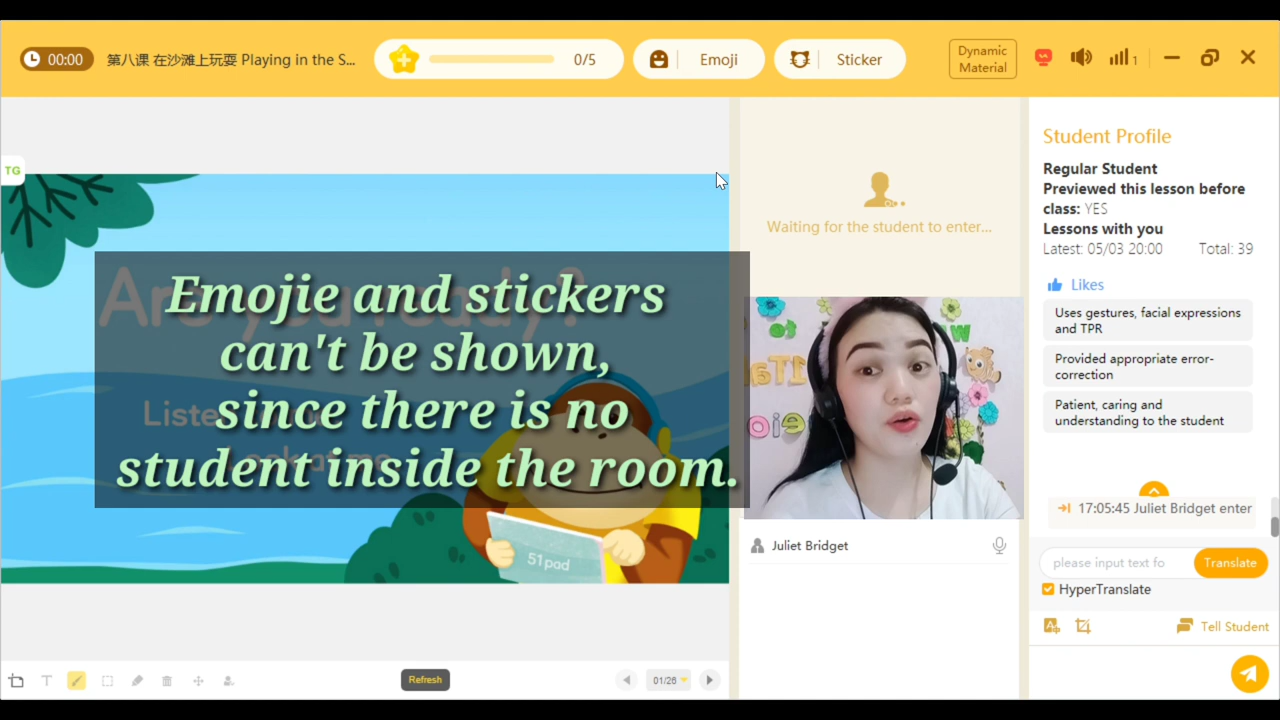 00:00
第八课 在沙滩上玩耍 Playing in the S...
0/5
Emoji
Sticker
Dynamic
Material
1
TG
Are you ready?
Emojie and stickers
can't be shown,
since there is no
student inside the room.
51pad
Refresh
01/26
Waiting for the student to enter...
Juliet Bridget
Student Profile
Regular Student
Previewed this lesson before
class: YES
Lessons with you
Latest: 05/03 20:00 Total: 39
Likes
Uses gestures, facial expressions
and TPR
Provided appropriate error-
correction
Patient, caring and
understanding to the student
17:05:45 Juliet Bridget enter
please input text fo
Translate
HyperTranslate
Tell Student